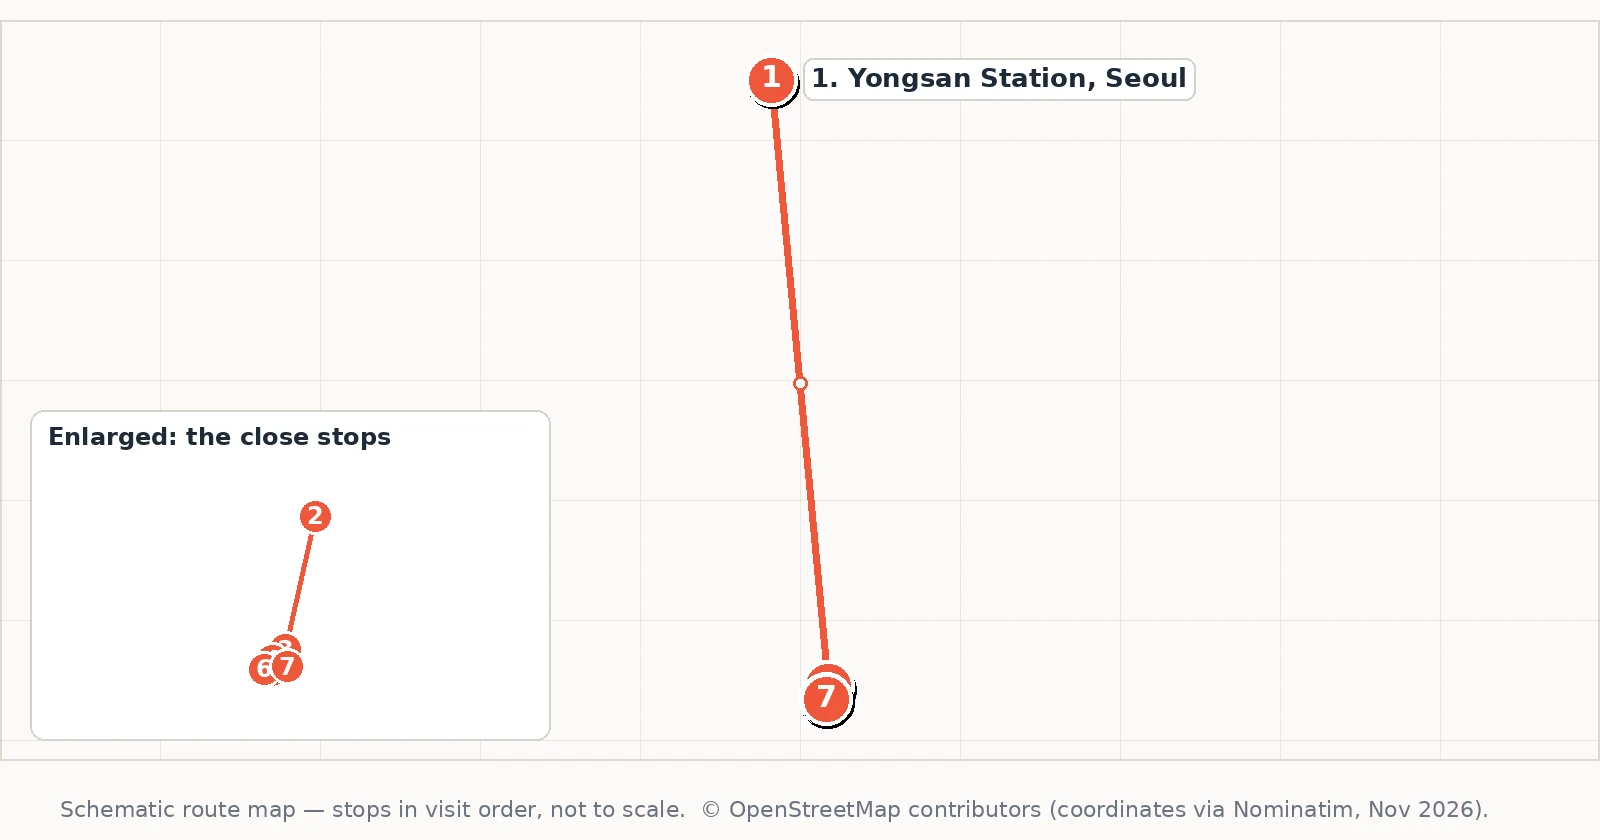 1
1. Yongsan Station, Seoul
Enlarged: the close stops
2
6
7
7
Schematic route map — stops in visit order, not to scale. © OpenStreetMap contributors (coordinates via Nominatim, Nov 2026).